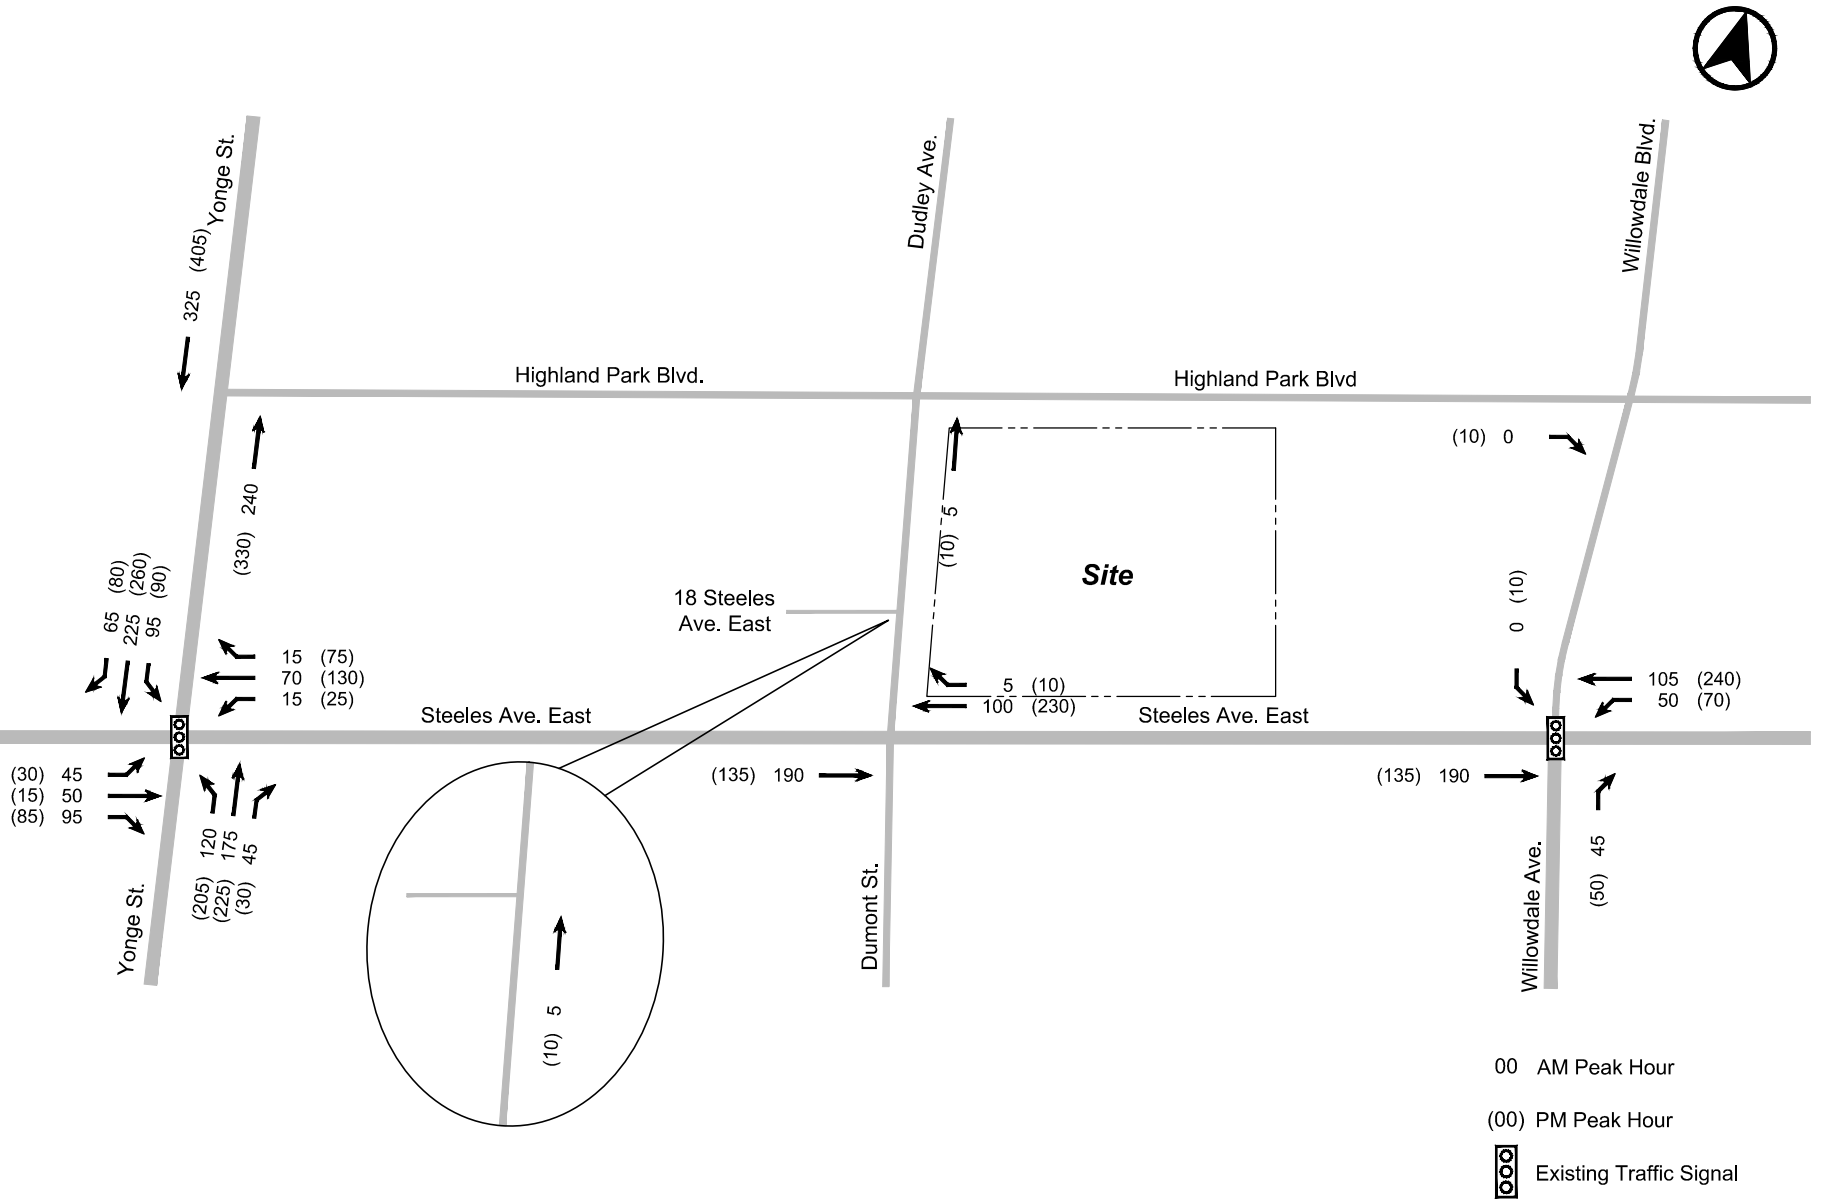 Yonge St.
Dudley Ave.
Willowdale Blvd.
325 (405)
Highland Park Blvd.
Highland Park Blvd
(330) 240
(10) 5
(10) 0
Site
18 Steeles
Ave. East
65 (80)
225 (260)
95 (90)
15 (75)
70 (130)
15 (25)
0 (10)
5 (10)
100 (230)
105 (240)
50 (70)
Steeles Ave. East
Steeles Ave. East
(30) 45
(15) 50
(85) 95
(135) 190
(135) 190
(205) 120
(225) 175
(30) 45
(50) 45
Yonge St.
Dumont St.
Willowdale Ave.
(10) 5
00 AM Peak Hour
(00) PM Peak Hour
Existing Traffic Signal